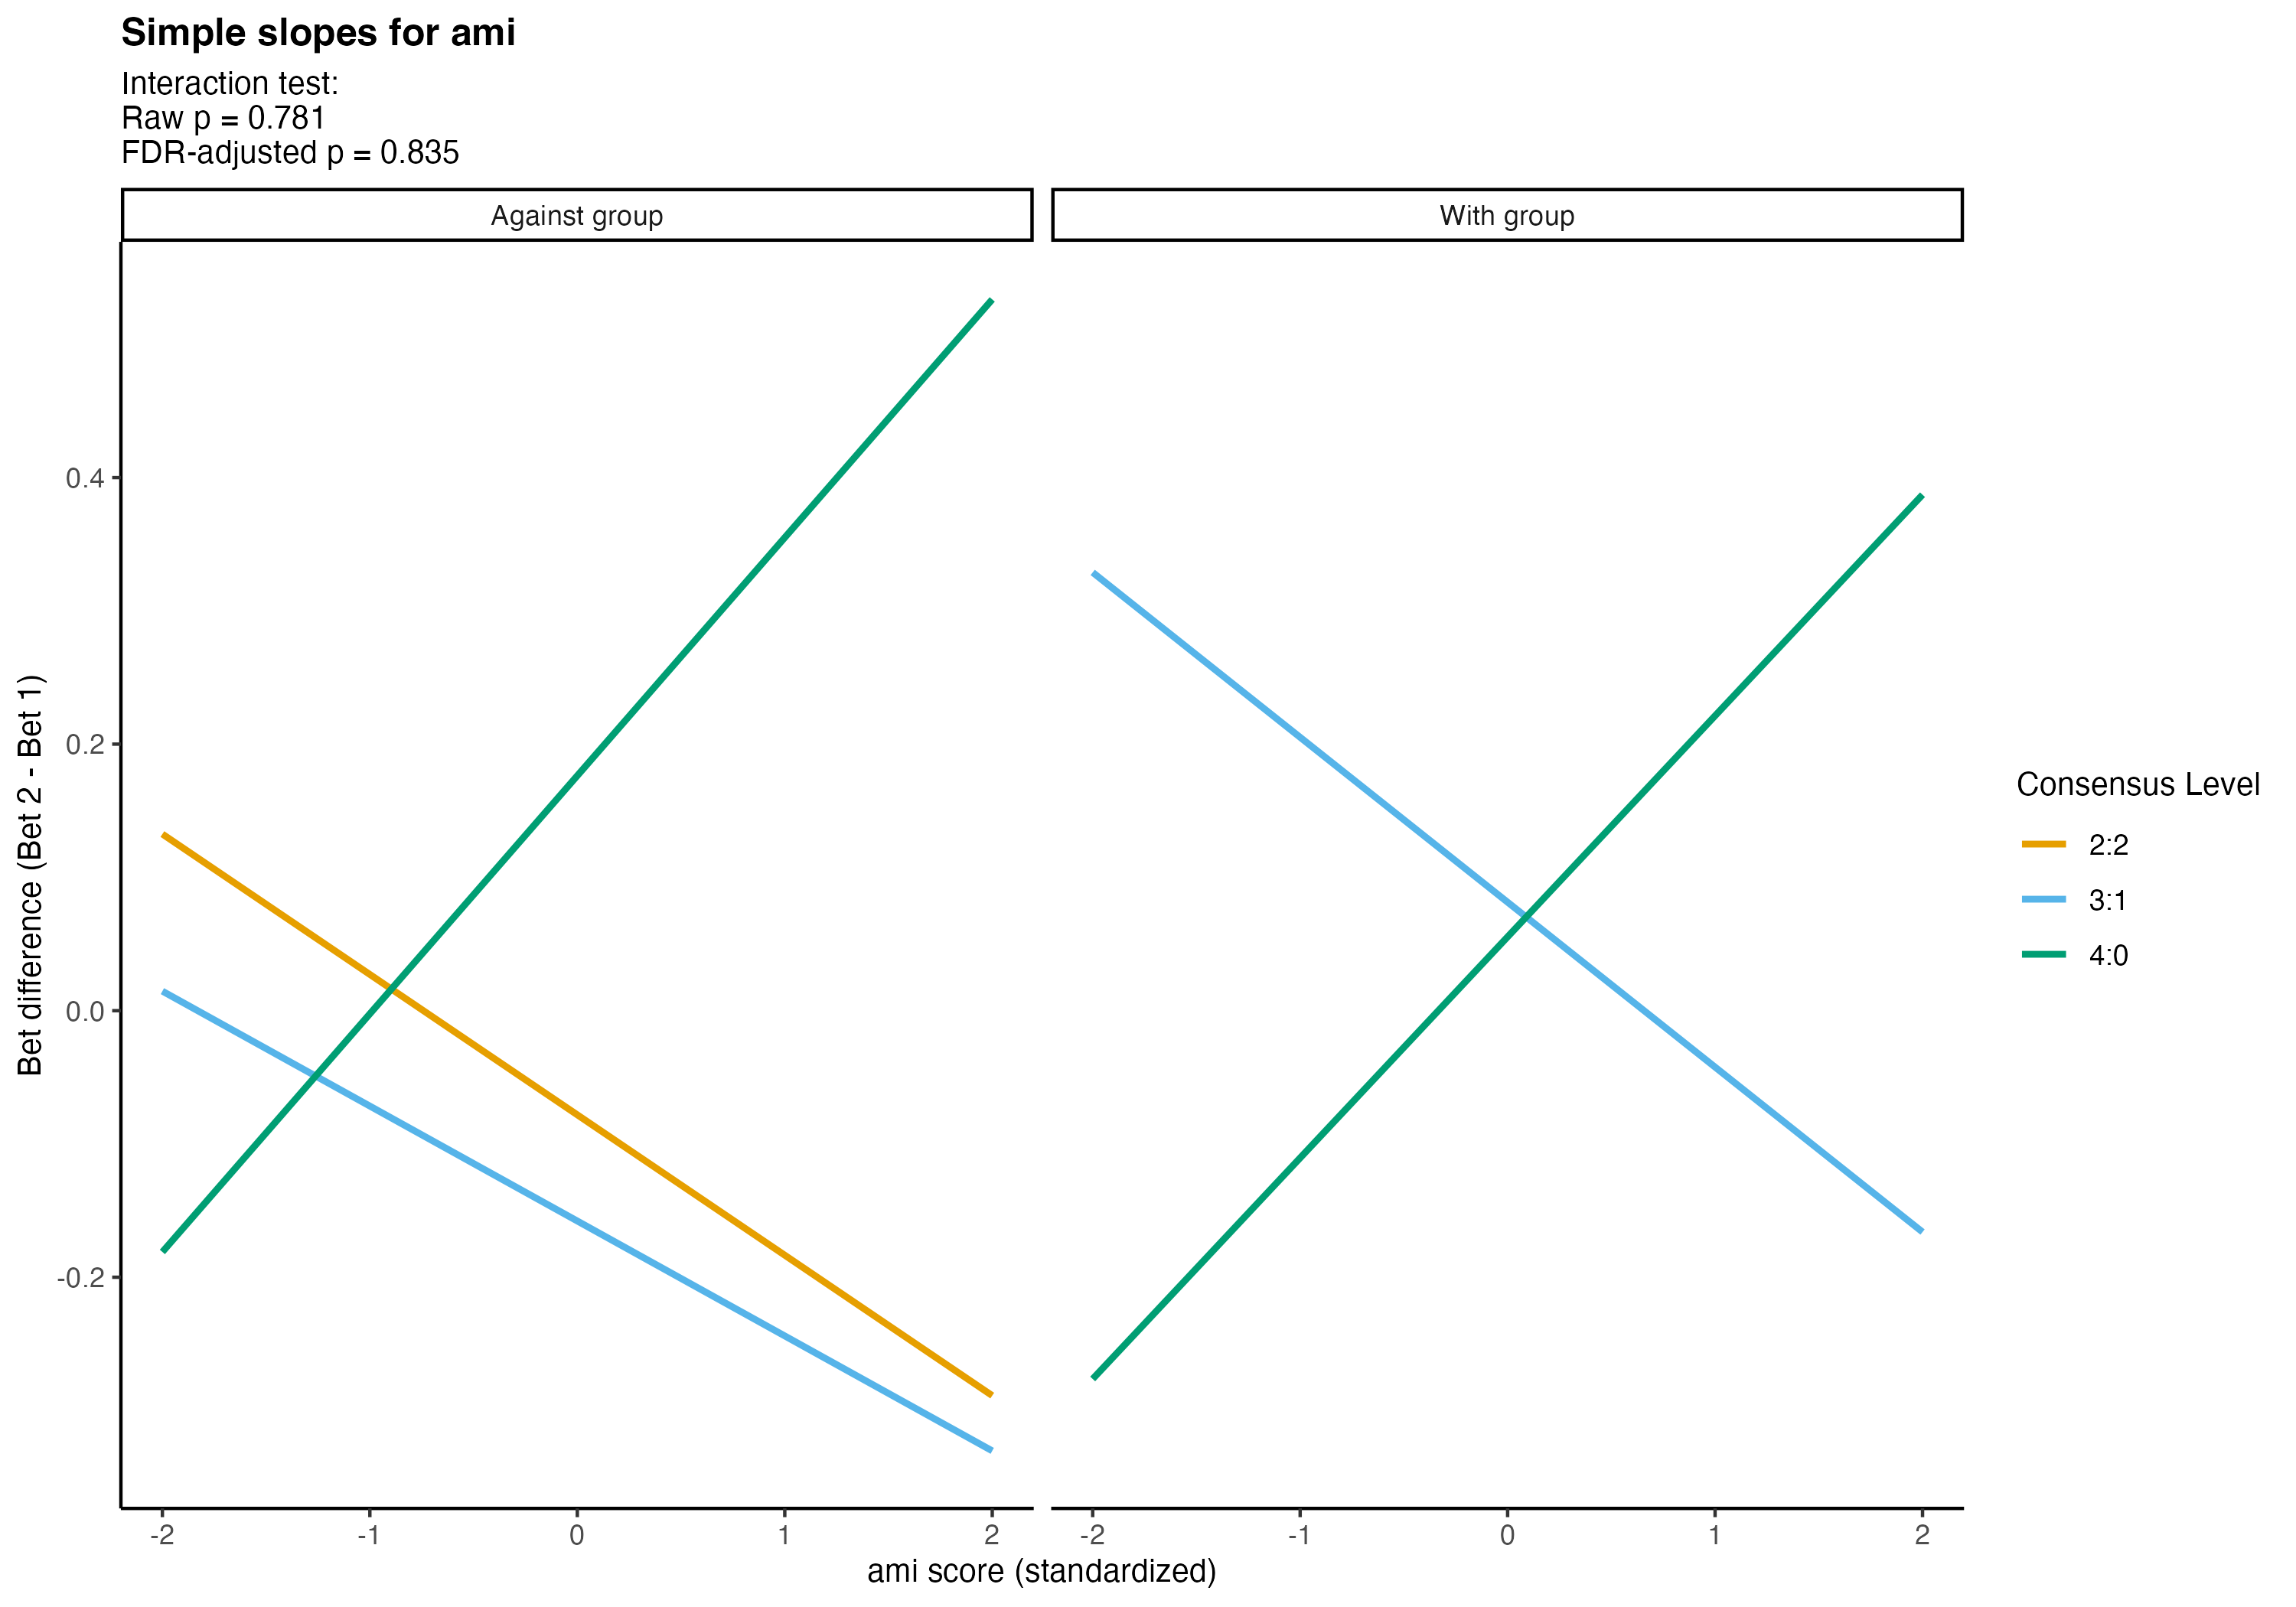 Simple slopes for ami
Interaction test:
Raw p = 0.781
FDR-adjusted p = 0.835
Against group
With group
Bet difference (Bet 2 - Bet 1)
0.4
0.2
0.0
-0.2
-2
-1
0
1
2
-2
-1
0
1
2
ami score (standardized)
Consensus Level
2:2
3:1
4:0